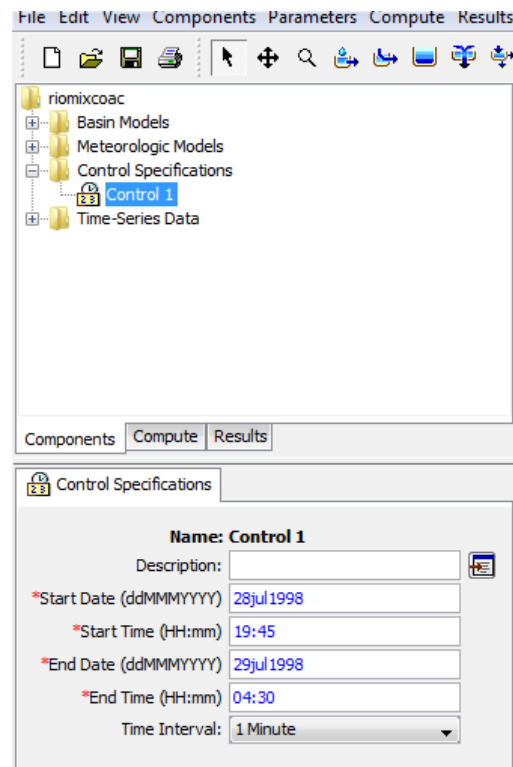 File Edit View Components Parameters Compute Results
riomixcoac
Basin Models
Meteorologic Models
Control Specifications
Control 1
Time-Series Data
Components Compute Results
Control Specifications
Name: Control 1
Description:
*Start Date (ddMMMYYYY) 28jul1998
*Start Time (HH:mm) 19:45
*End Date (ddMMMYYYY) 29jul1998
*End Time (HH:mm) 04:30
Time Interval: 1 Minute